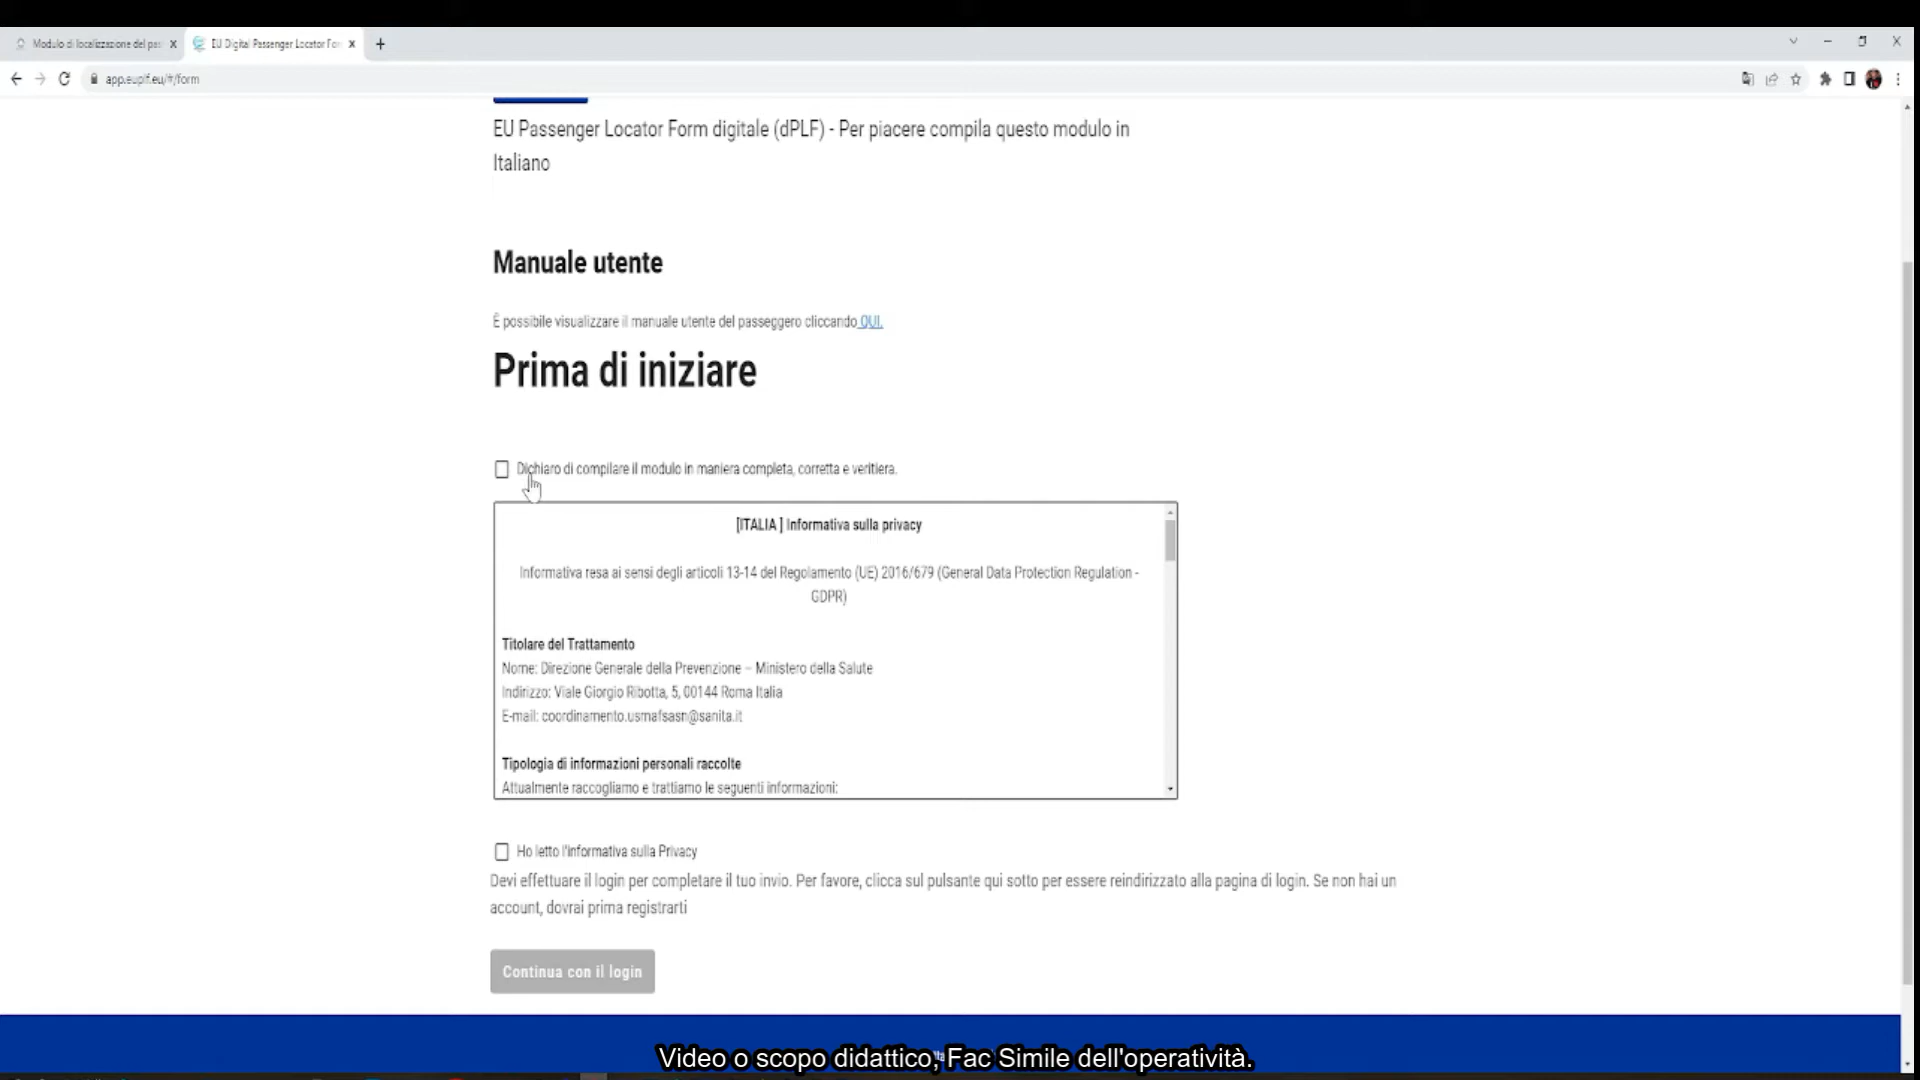 Modulo di localizzazione del pas
EU Digital Passenger Locator For
app.euplf.eu/#/form
EU Passenger Locator Form digitale (dPLF) - Per piacere compila questo modulo in
Italiano
Manuale utente
È possibile visualizzare il manuale utente del passeggero cliccando QUI.
Prima di iniziare
Dichiaro di compilare il modulo in maniera completa, corretta e veritiera.
[ITALIA ] Informativa sulla privacy
Informativa resa ai sensi degli articoli 13-14 del Regolamento (UE) 2016/679 (General Data Protection Regulation -
GDPR)
Titolare del Trattamento
Nome: Direzione Generale della Prevenzione – Ministero della Salute
Indirizzo: Viale Giorgio Ribotta, 5, 00144 Roma Italia
E-mail: coordinamento.usmafsasn@sanita.it
Tipologia di informazioni personali raccolte
Attualmente raccogliamo e trattiamo le seguenti informazioni:
Ho letto l'informativa sulla Privacy
Devi effettuare il login per completare il tuo invio. Per favore, clicca sul pulsante qui sotto per essere reindirizzato alla pagina di login. Se non hai un
account, dovrai prima registrarti
Continua con il login
Video o scopo didattico, Fac Simile dell'operatività.